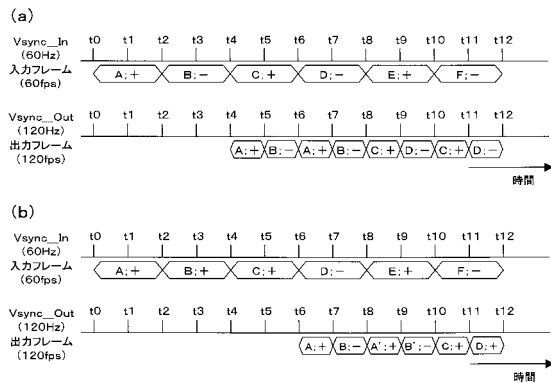 (a)
Vsync_In
(60Hz)
t0 t1 t2 t3 t4 t5 t6 t7 t8 t9 t10 t11 t12
入力フレーム
(60fps)
A;+ B;- C;+ D;- E;+ F;-
Vsync_Out
(120Hz)
t0 t1 t2 t3 t4 t5 t6 t7 t8 t9 t10 t11 t12
出力フレーム
(120fps)
A;+ B;- A;+ B;- C;+ D;- C;+ D;-
時間
(b)
Vsync_In
(60Hz)
t0 t1 t2 t3 t4 t5 t6 t7 t8 t9 t10 t11 t12
入力フレーム
(60fps)
A;+ B;+ C;+ D;- E;+ F;-
Vsync_Out
(120Hz)
t0 t1 t2 t3 t4 t5 t6 t7 t8 t9 t10 t11 t12
出力フレーム
(120fps)
A;+ B;- A';+ B';- C;+ D;+
時間